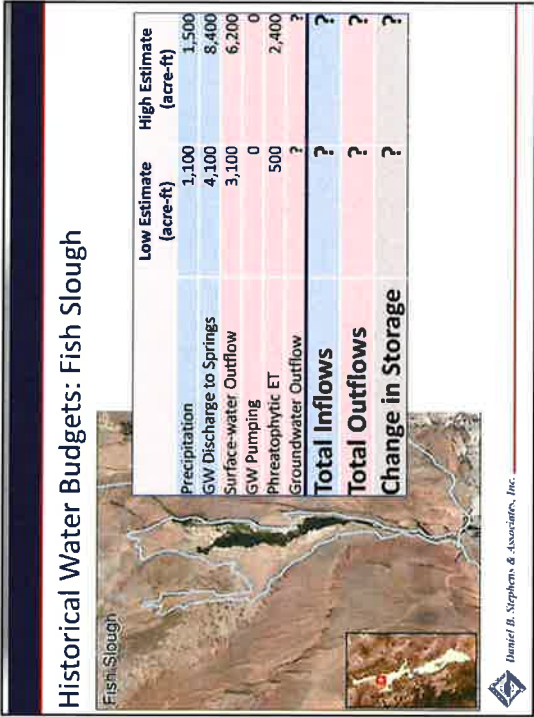 Historical Water Budgets: Fish Slough
Fish Slough
Low Estimate (acre-ft) High Estimate (acre-ft)
Precipitation 1,100 1,500
GW Discharge to Springs 4,100 8,400
Surface-water Outflow 3,100 6,200
GW Pumping 0 0
Phreatophytic ET 500 2,400
Groundwater Outflow ? ?
Total Inflows ? ?
Total Outflows ? ?
Change in Storage ? ?
Daniel B. Stephens & Associates, Inc.